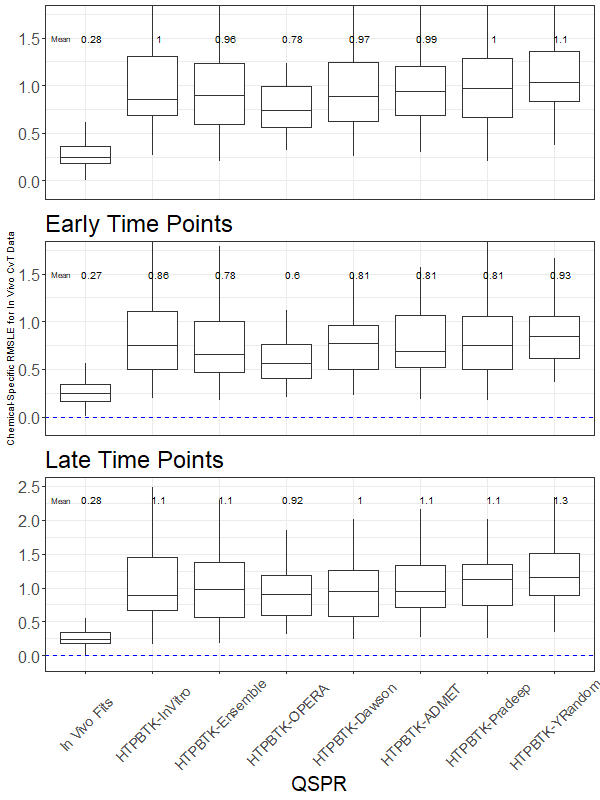 1.5
1.0
0.5
0.0
Mean 0.28 1 0.96 0.78 0.97 0.99 1 1.1
Early Time Points
1.5
1.0
0.5
0.0
Mean 0.27 0.86 0.78 0.6 0.81 0.81 0.81 0.93
Chemical-Specific RMSLE for In Vivo CvT Data
Late Time Points
2.5
2.0
1.5
1.0
0.5
0.0
Mean 0.28 1.1 1.1 0.92 1 1.1 1.1 1.3
In Vivo Fits
HTPBTK-InVitro
HTPBTK-Ensemble
HTPBTK-OPERA
HTPBTK-Dawson
HTPBTK-ADMET
HTPBTK-Pradeep
HTPBTK-YRandom
QSPR